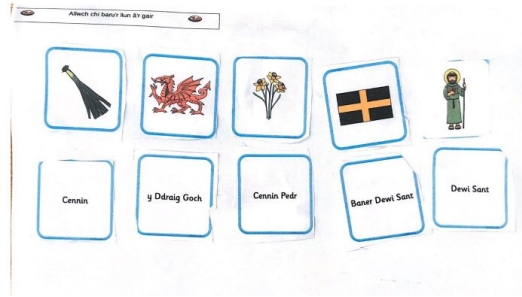 Allwch chi baru'r llun â'r gair
Cennin
y Ddraig Goch
Cennin Pedr
Baner Dewi Sant
Dewi Sant